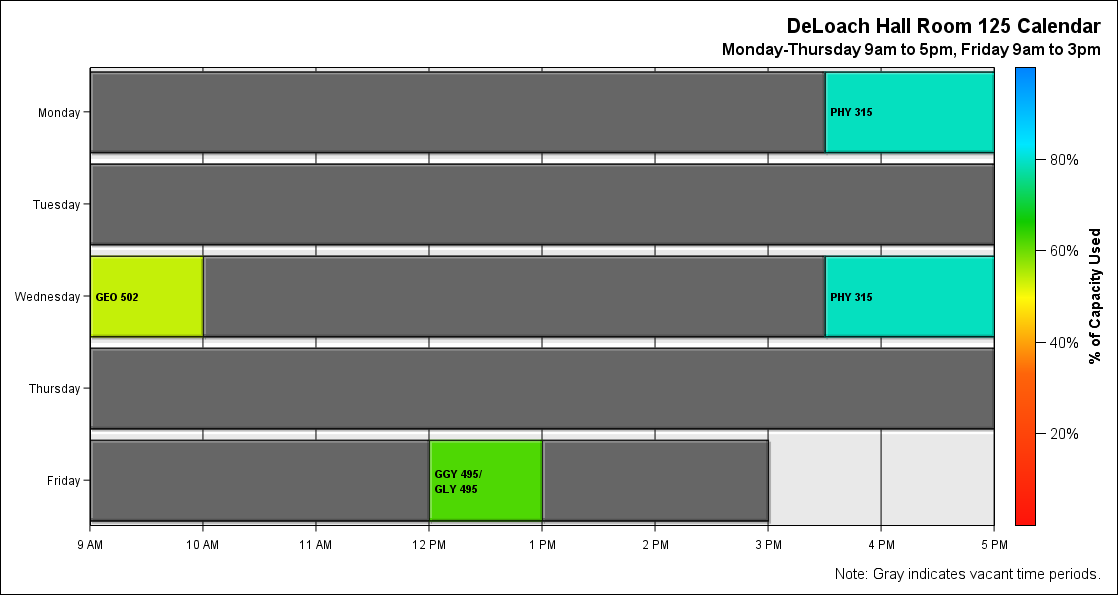 DeLoach Hall Room 125 Calendar
Monday-Thursday 9am to 5pm, Friday 9am to 3pm
Monday
PHY 315
80%
Tuesday
60%
Wednesday
GEO 502
PHY 315
% of Capacity Used
40%
Thursday
20%
Friday
GGY 495/
GLY 495
9 AM
10 AM
11 AM
12 PM
1 PM
2 PM
3 PM
4 PM
5 PM
Note: Gray indicates vacant time periods.